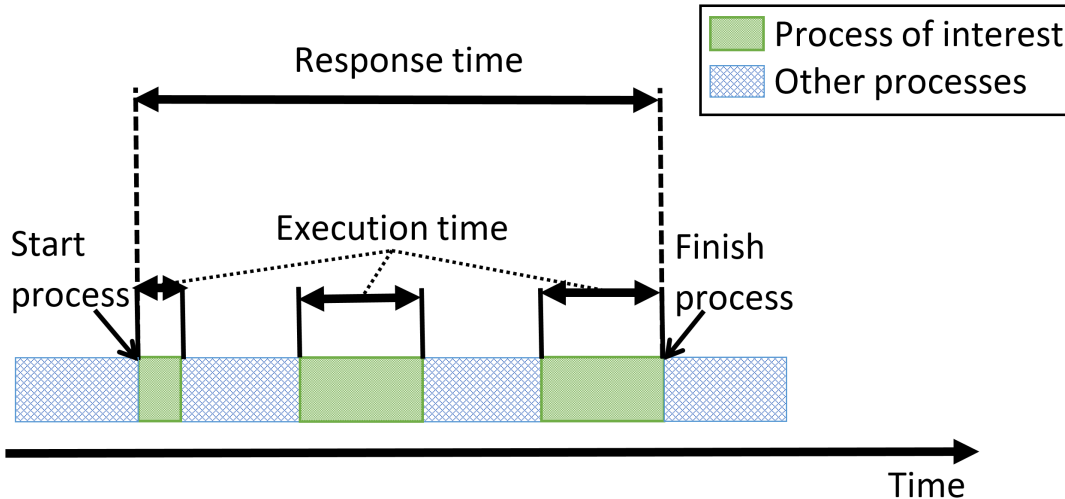 Process of interest
Other processes
Response time
Execution time
Start
process
Finish
process
Time